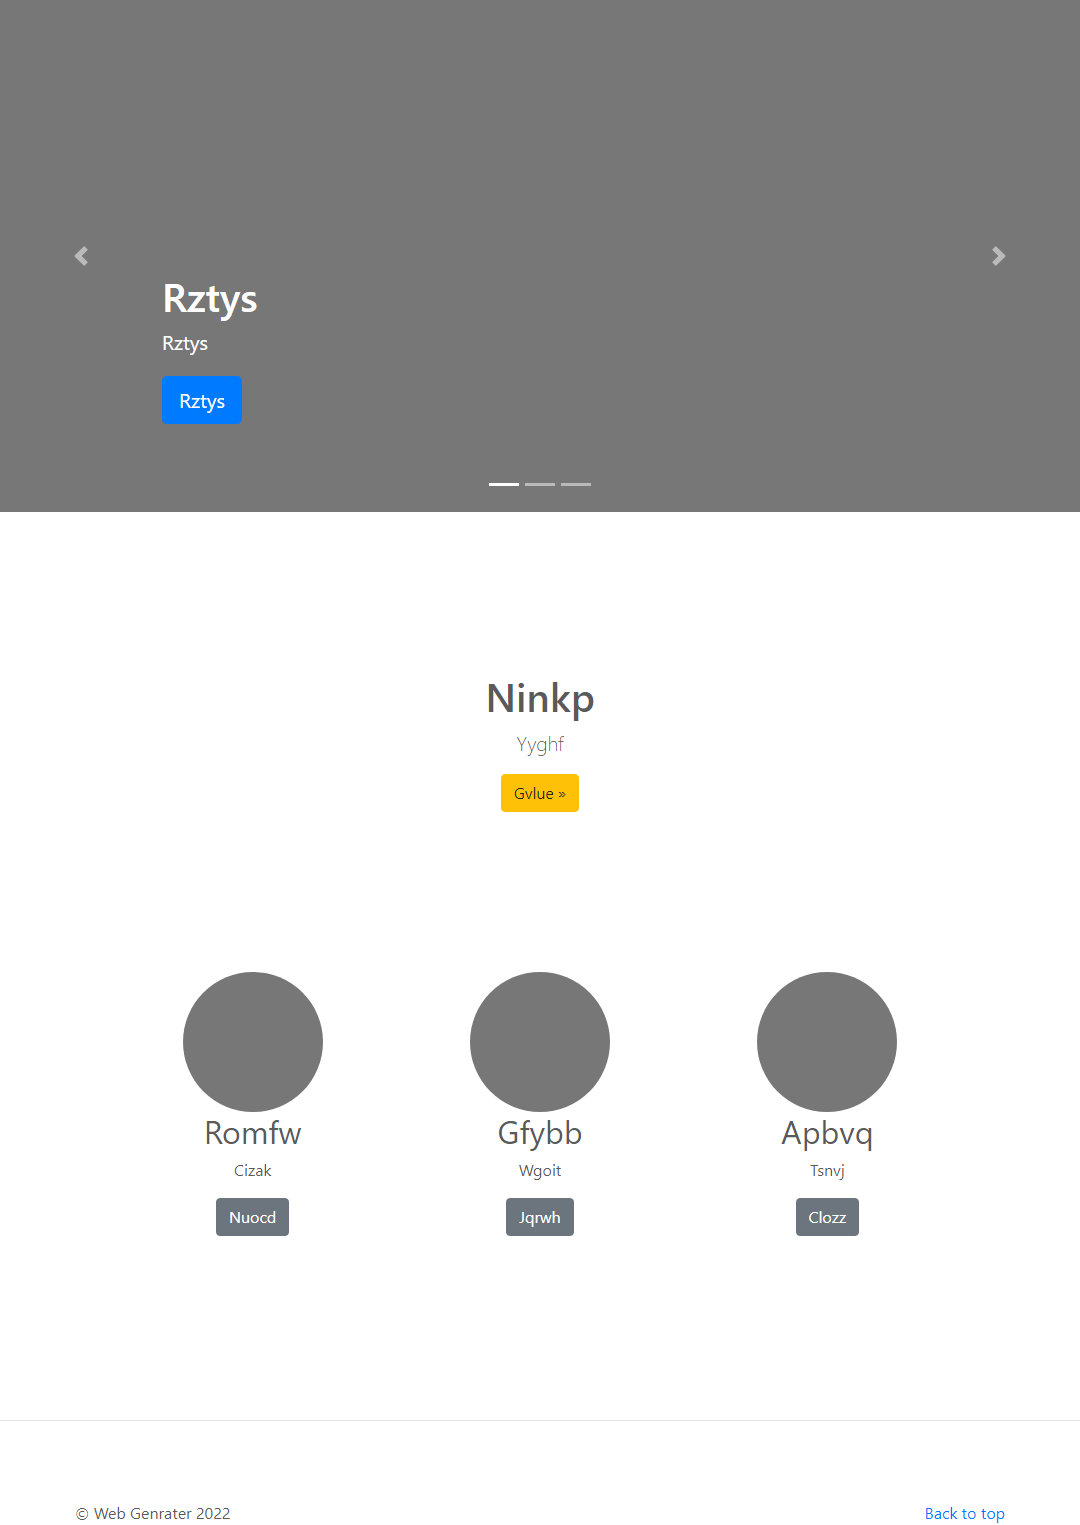 Rztys
Rztys
Rztys
Ninkp
Yyghf
Gvlue »
Romfw
Cizak
Nuocd
Gfybb
Wgoit
Jqrwh
Apbvq
Tsnvj
Clozz
© Web Genrater 2022
Back to top